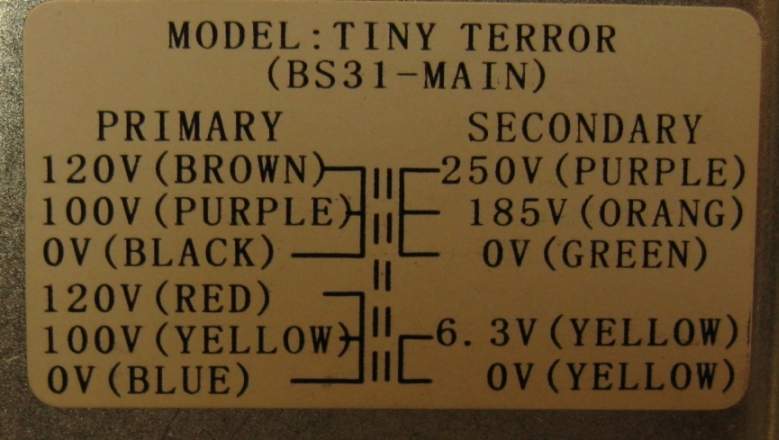 MODEL:TINY TERROR
(BS31-MAIN)
PRIMARY SECONDARY
120V(BROWN) 250V(PURPLE)
100V(PURPLE) 185V(ORANG)
0V(BLACK) 0V(GREEN)
120V(RED)
100V(YELLOW) 6.3V(YELLOW)
0V(BLUE) 0V(YELLOW)